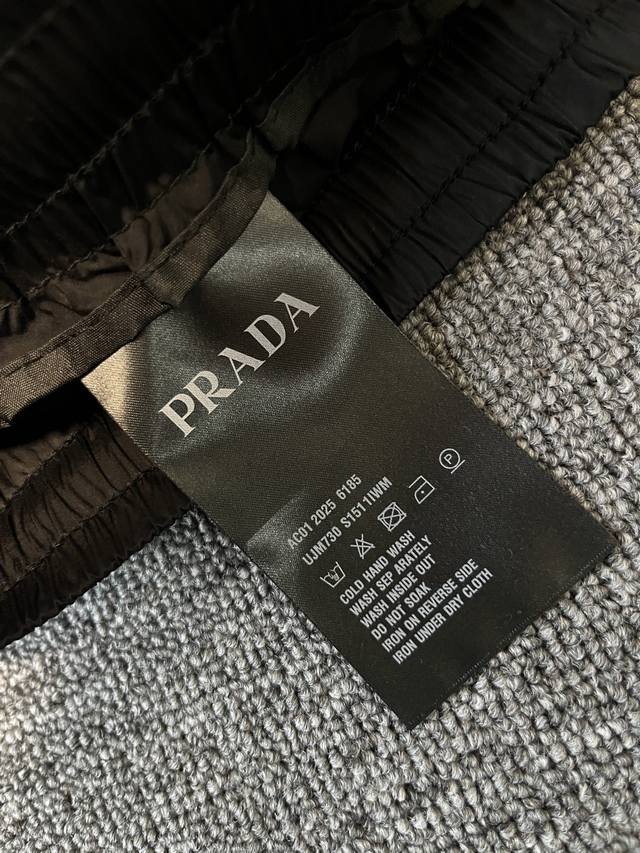 PRADA
AC01 2025 6185
UJM730 S151 1IWM
P
COLD HAND WASH
WASH SEP ARATELY
WASH INSIDE OUT
DO NOT SOAK
IRON ON REVERSE SIDE
IRON UNDER DRY CLOTH